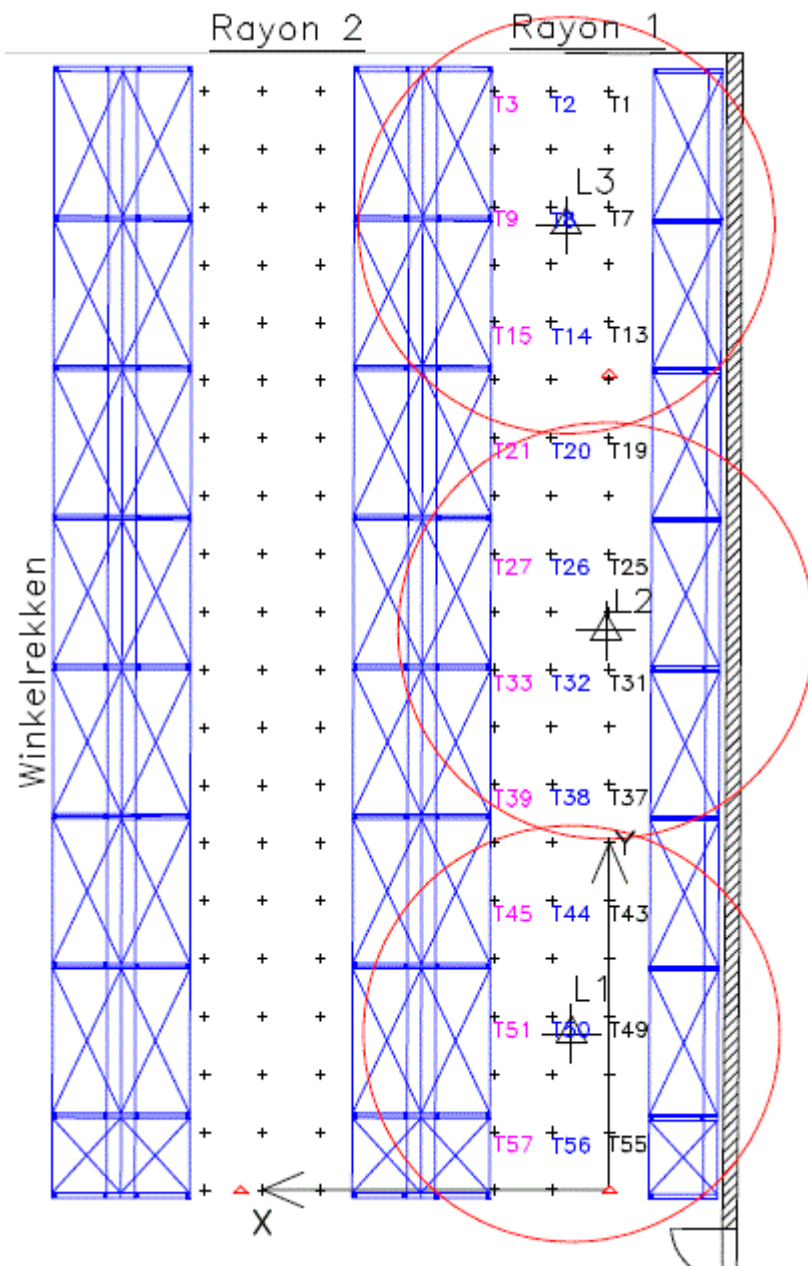 Rayon 2 Rayon 1
T3 T2 T1
L3
T9 T8 T7
T15 T14 T13
T21 T20 T19
T27 T26 T25
L2
Winkelrekken
T33 T32 T31
T39 T38 T37
Y
T45 T44 T43
L1
T51 T50 T49
T57 T56 T55
X